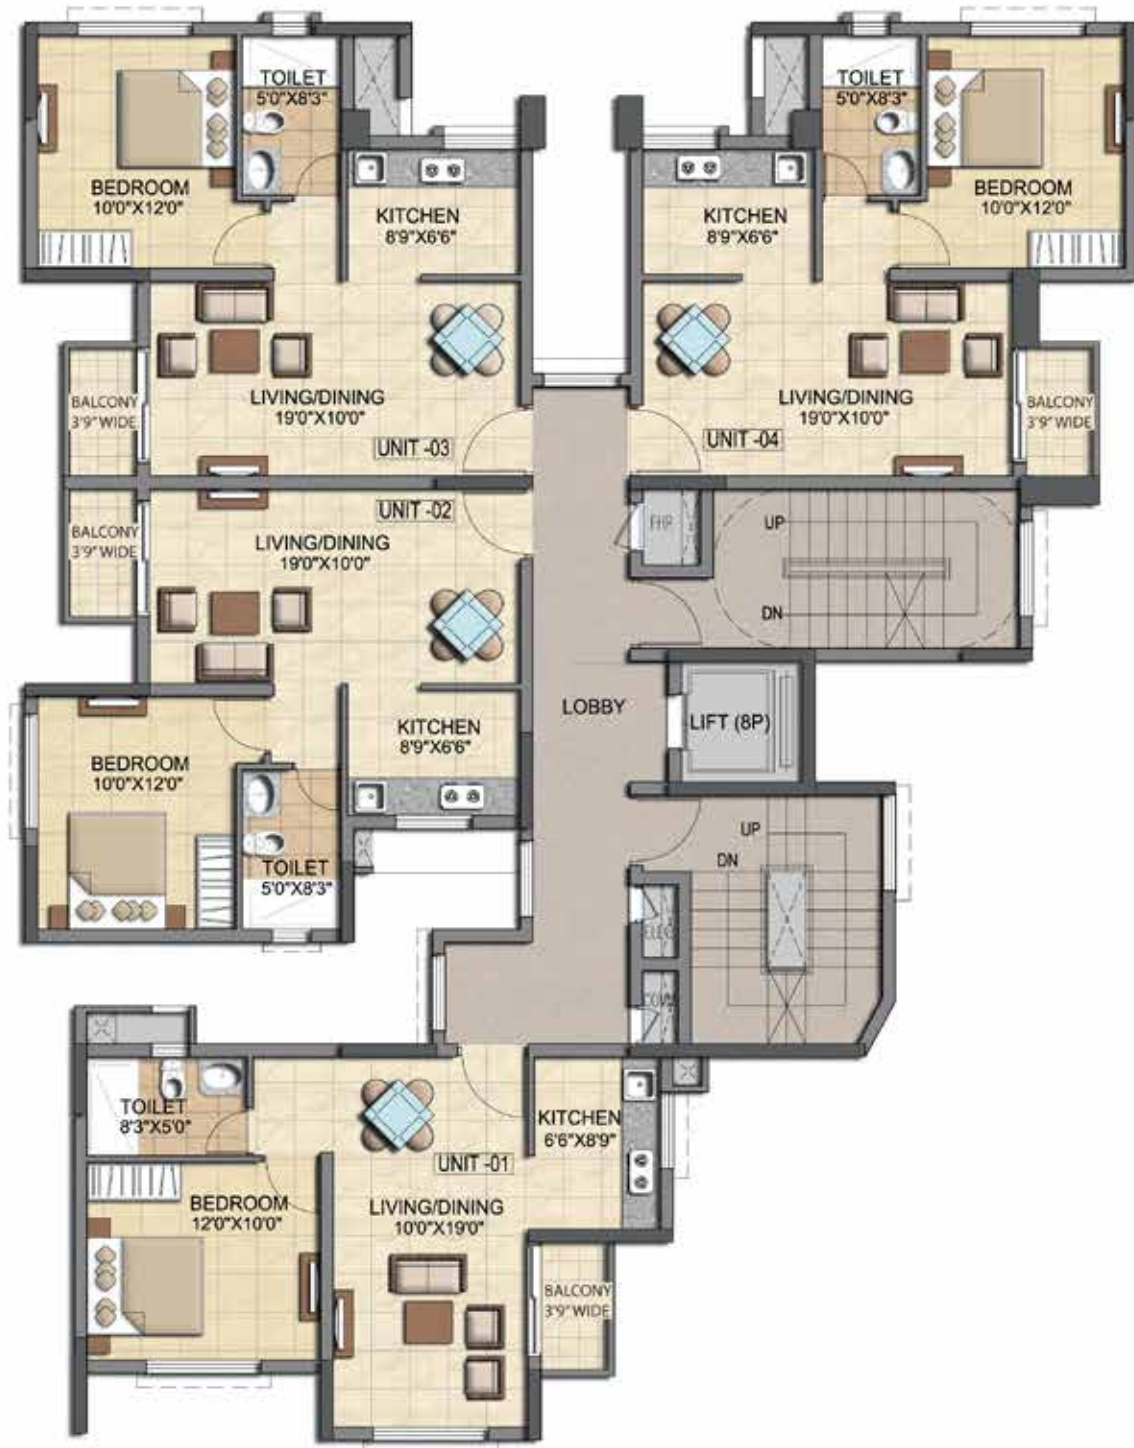 TOILET
5'0"X8'3"
BEDROOM
10'0"X12'0"
KITCHEN
8'9"X6'6"
BALCONY
3'9" WIDE
LIVING/DINING
19'0"X10'0"
UNIT -03
TOILET
5'0"X8'3"
BEDROOM
10'0"X12'0"
KITCHEN
8'9"X6'6"
LIVING/DINING
19'0"X10'0"
UNIT -04
BALCONY
3'9" WIDE
UNIT -02
BALCONY
3'9" WIDE
LIVING/DINING
19'0"X10'0"
FHR
UP
DN
KITCHEN
8'9"X6'6"
BEDROOM
10'0"X12'0"
TOILET
5'0"X8'3"
LOBBY
LIFT (8P)
UP
DN
ELEC
COVM
TOILET
8'3"X5'0"
KITCHEN
6'6"X8'9"
UNIT -01
BEDROOM
12'0"X10'0"
LIVING/DINING
10'0"X19'0"
BALCONY
3'9" WIDE